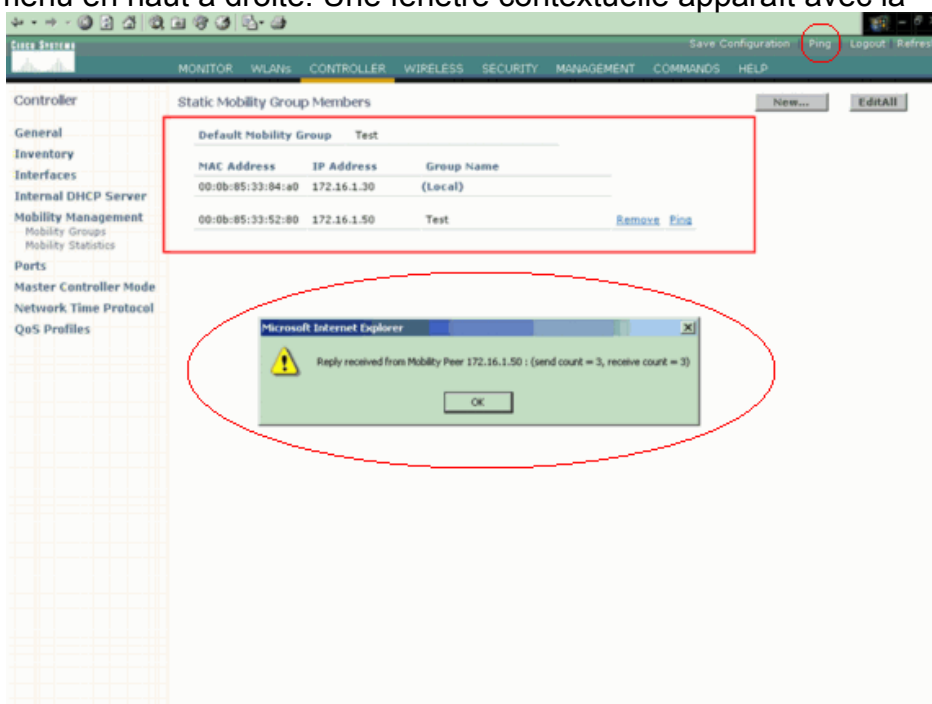 menu en haut à droite. Une fenêtre contextuelle apparaît avec la
CISCO SYSTEMS
Save Configuration Ping Logout Refres
MONITOR WLANs CONTROLLER WIRELESS SECURITY MANAGEMENT COMMANDS HELP
Controller
Static Mobility Group Members
New...
EditAll
General
Inventory
Interfaces
Internal DHCP Server
Mobility Management
Mobility Groups
Mobility Statistics
Ports
Master Controller Mode
Network Time Protocol
QoS Profiles
Default Mobility Group Test
MAC Address IP Address Group Name
00:0b:85:33:84:a0 172.16.1.30 (Local)
00:0b:85:33:52:80 172.16.1.50 Test Remove Ping
Microsoft Internet Explorer
Reply received from Mobility Peer 172.16.1.50 : (send count = 3, receive count = 3)
OK